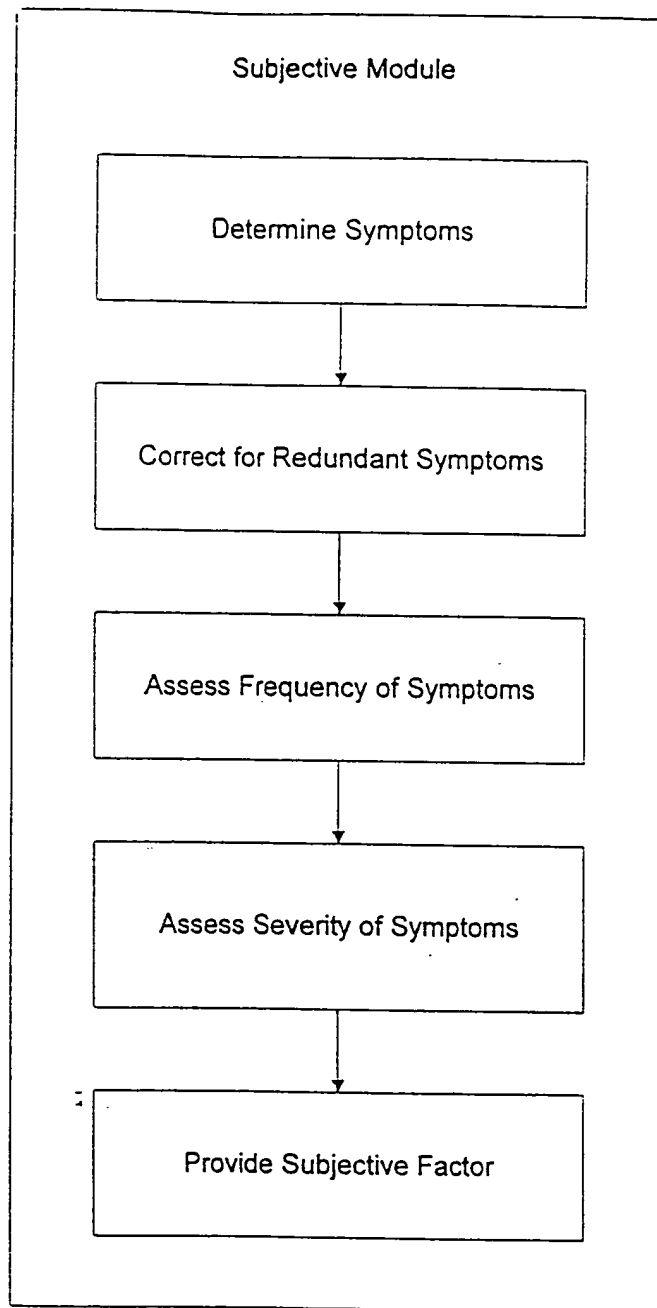 Subjective Module
Determine Symptoms
Correct for Redundant Symptoms
Assess Frequency of Symptoms
Assess Severity of Symptoms
Provide Subjective Factor